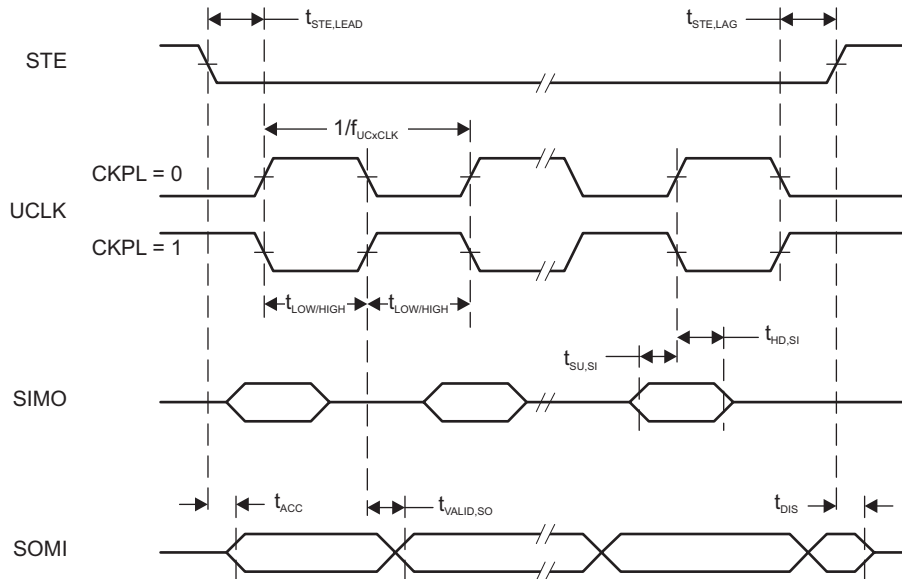 tSTE,LEAD
tSTE,LAG
STE
1/fUCxCLK
CKPL = 0
UCLK
CKPL = 1
tLOW/HIGH
tLOW/HIGH
tHD,SI
tSU,SI
SIMO
tACC
tVALID,SO
tDIS
SOMI